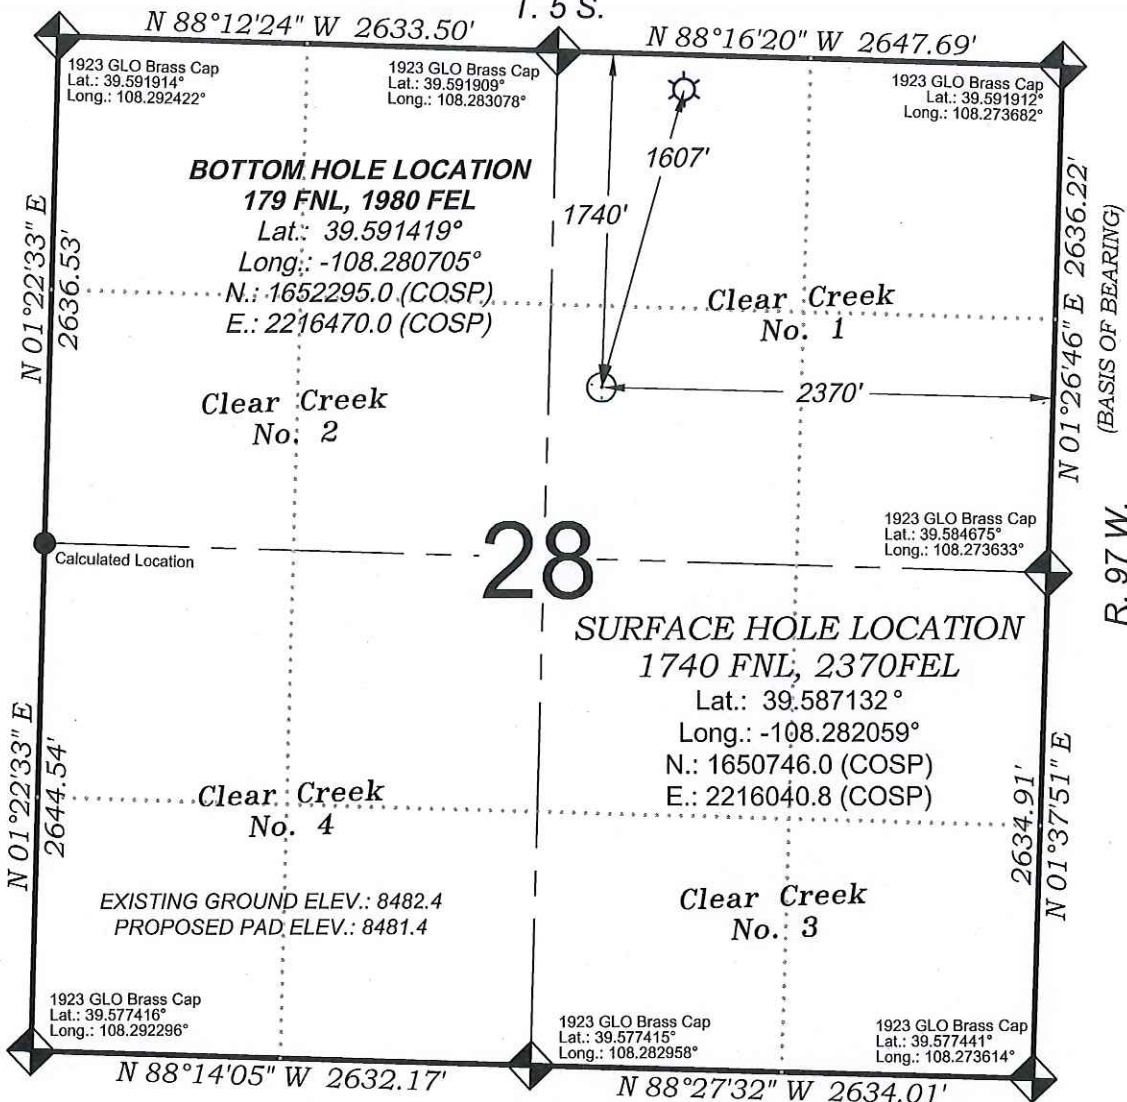 T. 5 S.
N 88°12'24" W 2633.50'
N 88°16'20" W 2647.69'
1923 GLO Brass Cap
Lat.: 39.591914°
Long.: 108.292422°
1923 GLO Brass Cap
Lat.: 39.591909°
Long.: 108.283078°
1923 GLO Brass Cap
Lat.: 39.591912°
Long.: 108.273682°
BOTTOM HOLE LOCATION
179 FNL, 1980 FEL
Lat.: 39.591419°
Long.: -108.280705°
N.: 1652295.0 (COSP)
E.: 2216470.0 (COSP)
1607'
1740'
N 01°22'33" E
2636.53'
N 01°26'46" E 2636.22'
(BASIS OF BEARING)
Clear Creek
No. 1
2370'
Clear Creek
No. 2
1923 GLO Brass Cap
Lat.: 39.584675°
Long.: 108.273633°
R. 97 W.
Calculated Location
28
SURFACE HOLE LOCATION
1740 FNL, 2370FEL
Lat.: 39.587132°
Long.: -108.282059°
N.: 1650746.0 (COSP)
E.: 2216040.8 (COSP)
N 01°22'33" E
2644.54'
2634.91'
N 01°37'51" E
Clear Creek
No. 4
Clear Creek
No. 3
EXISTING GROUND ELEV.: 8482.4
PROPOSED PAD ELEV.: 8481.4
1923 GLO Brass Cap
Lat.: 39.577416°
Long.: 108.292296°
1923 GLO Brass Cap
Lat.: 39.577415°
Long.: 108.282958°
1923 GLO Brass Cap
Lat.: 39.577441°
Long.: 108.273614°
N 88°14'05" W 2632.17'
N 88°27'32" W 2634.01'